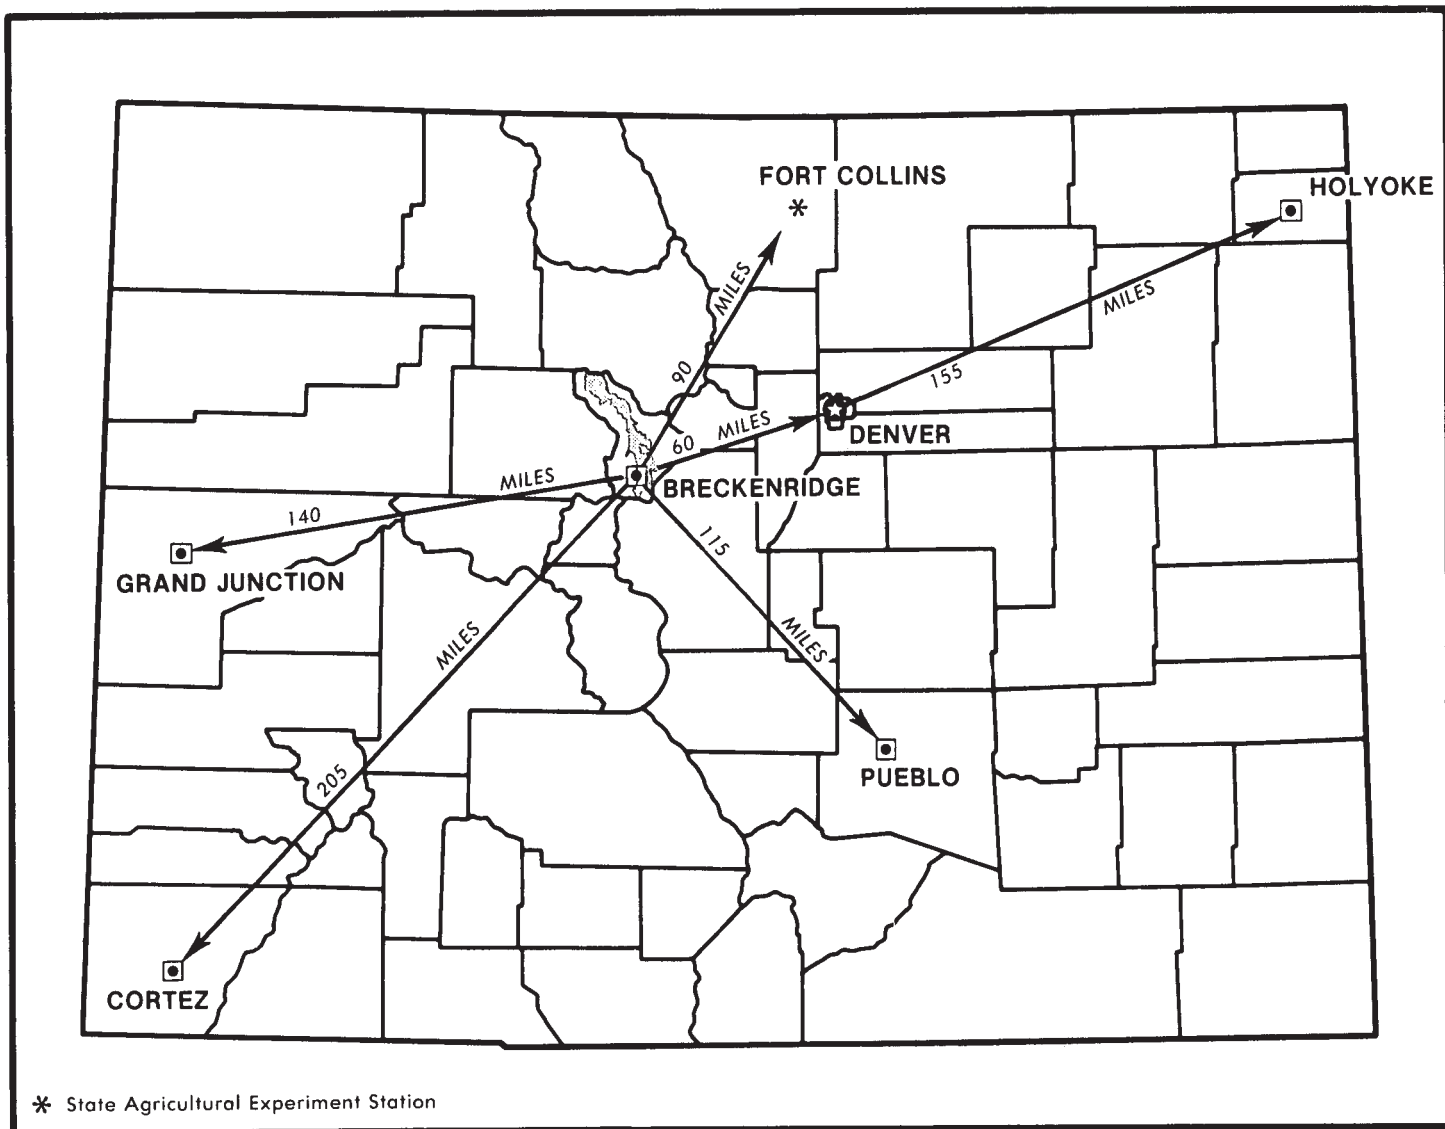 FORT COLLINS
*
HOLYOKE
MILES
MILES
90
155
MILES
60
DENVER
MILES
BRECKENRIDGE
140
115
GRAND JUNCTION
MILES
MILES
205
PUEBLO
CORTEZ
* State Agricultural Experiment Station